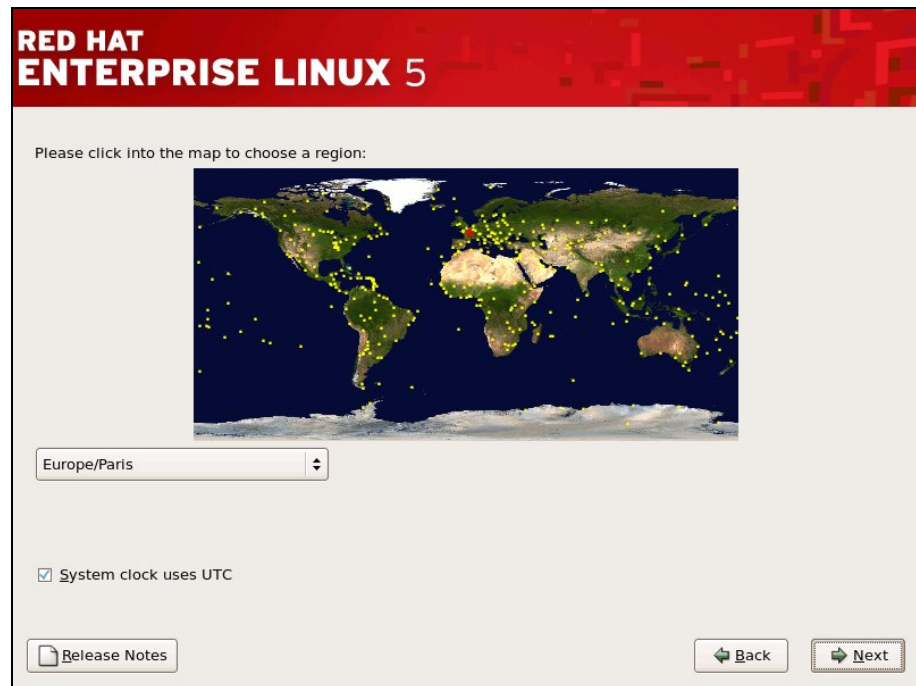 RED HAT
ENTERPRISE LINUX 5
Please click into the map to choose a region:
Europe/Paris
System clock uses UTC
Release Notes
Back
Next